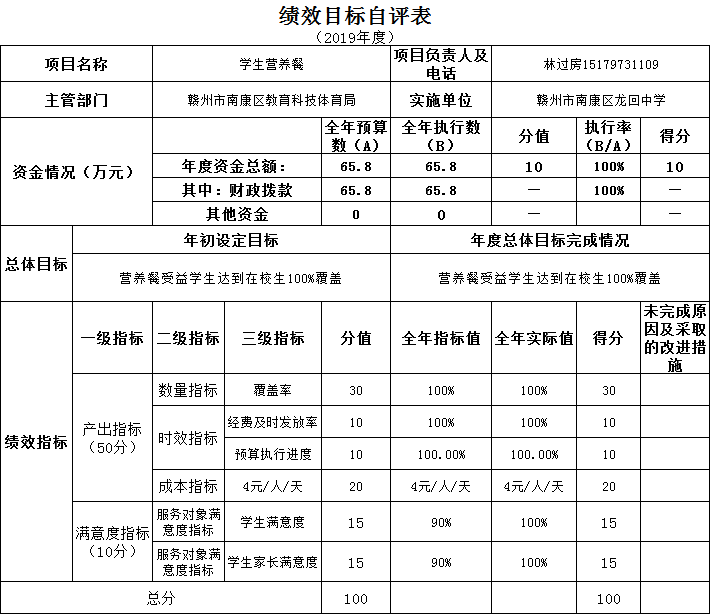 绩效目标自评表
（2019年度）
项目名称 学生营养餐 项目负责人及电话 林过房15179731109
主管部门 赣州市南康区教育科技体育局 实施单位 赣州市南康区龙回中学
资金情况（万元） 全年预算数（A） 全年执行数（B） 分值 执行率（B/A） 得分
年度资金总额： 65.8 65.8 10 100% 10
其中：财政拨款 65.8 65.8 － 100% －
其他资金 0 0 － －
总体目标 年初设定目标 年度总体目标完成情况
营养餐受益学生达到在校生100%覆盖 营养餐受益学生达到在校生100%覆盖
绩效指标 一级指标 二级指标 三级指标 分值 全年指标值 全年实际值 得分 未完成原因及采取的改进措施
产出指标（50分） 数量指标 覆盖率 30 100% 100% 30
时效指标 经费及时发放率 10 100% 100% 10
预算执行进度 10 100.00% 100.00% 10
成本指标 4元/人/天 20 4元/人/天 4元/人/天 20
满意度指标（10分） 服务对象满意度指标 学生满意度 15 90% 100% 15
服务对象满意度指标 学生家长满意度 15 90% 100% 15
总分 100 100